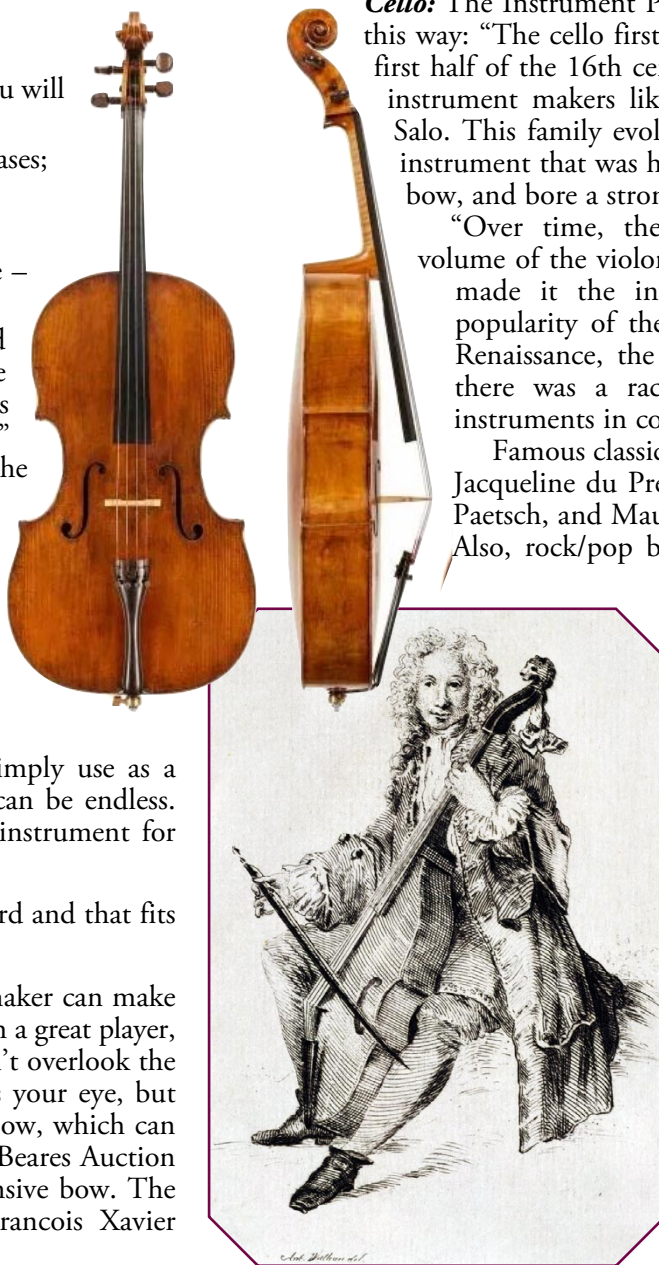 u will
ases;
e –
d
e
s
”
he
imply use as a
can be endless.
instrument for
rd and that fits
maker can make
n a great player,
’t overlook the
s your eye, but
ow, which can
Beares Auction
nsive bow. The
rancois Xavier
Cello: The Instrument P
this way: “The cello first
first half of the 16th cen
instrument makers lik
Salo. This family evol
instrument that was h
bow, and bore a stron
“Over time, the
volume of the violon
made it the in
popularity of the
Renaissance, the
there was a rac
instruments in co
Famous classic
Jacqueline du Pre
Paetsch, and Mau
Also, rock/pop b